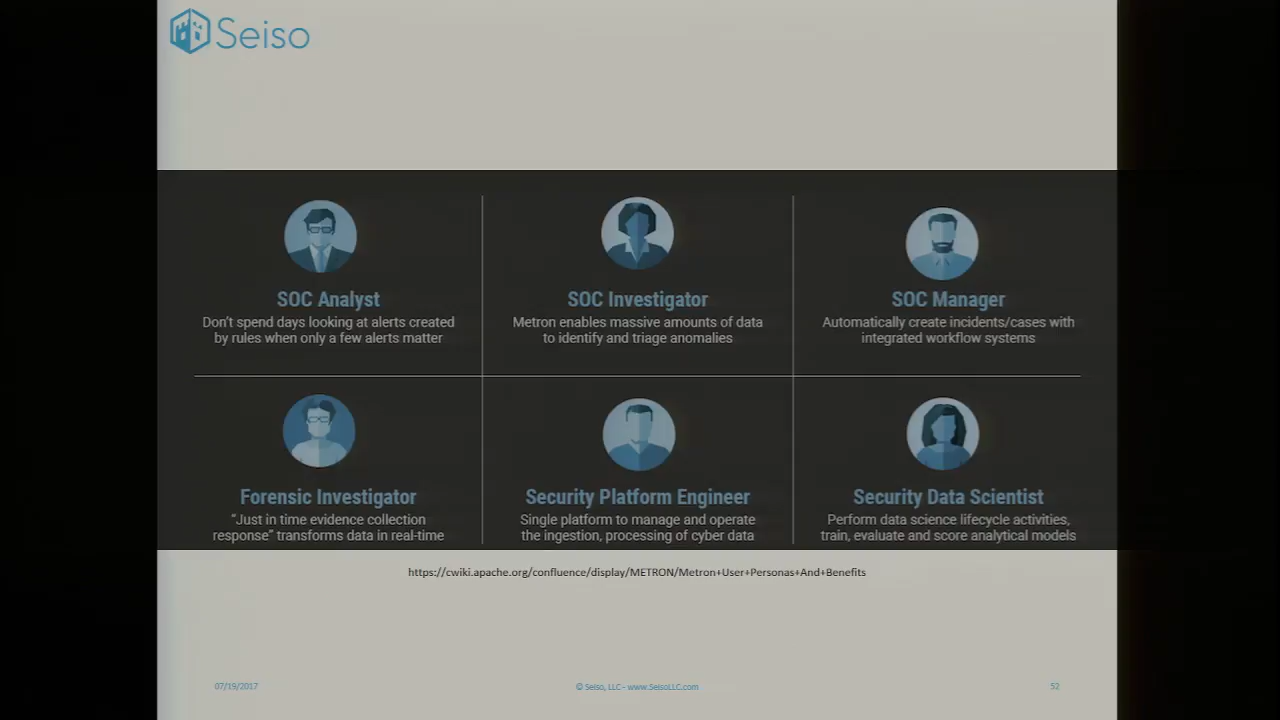 Seiso
SOC Analyst
Don't spend days looking at alerts created
by rules when only a few alerts matter
SOC Investigator
Metron enables massive amounts of data
to identify and triage anomalies
SOC Manager
Automatically create incidents/cases with
integrated workflow systems
Forensic Investigator
“Just in time evidence collection
response” transforms data in real-time
Security Platform Engineer
Single platform to manage and operate
the ingestion, processing of cyber data
Security Data Scientist
Perform data science lifecycle activities,
train, evaluate and score analytical models
https://cwiki.apache.org/confluence/display/METRON/Metron+User+Personas+And+Benefits
07/19/2017
© Seiso, LLC - www.SeisoLLC.com
52